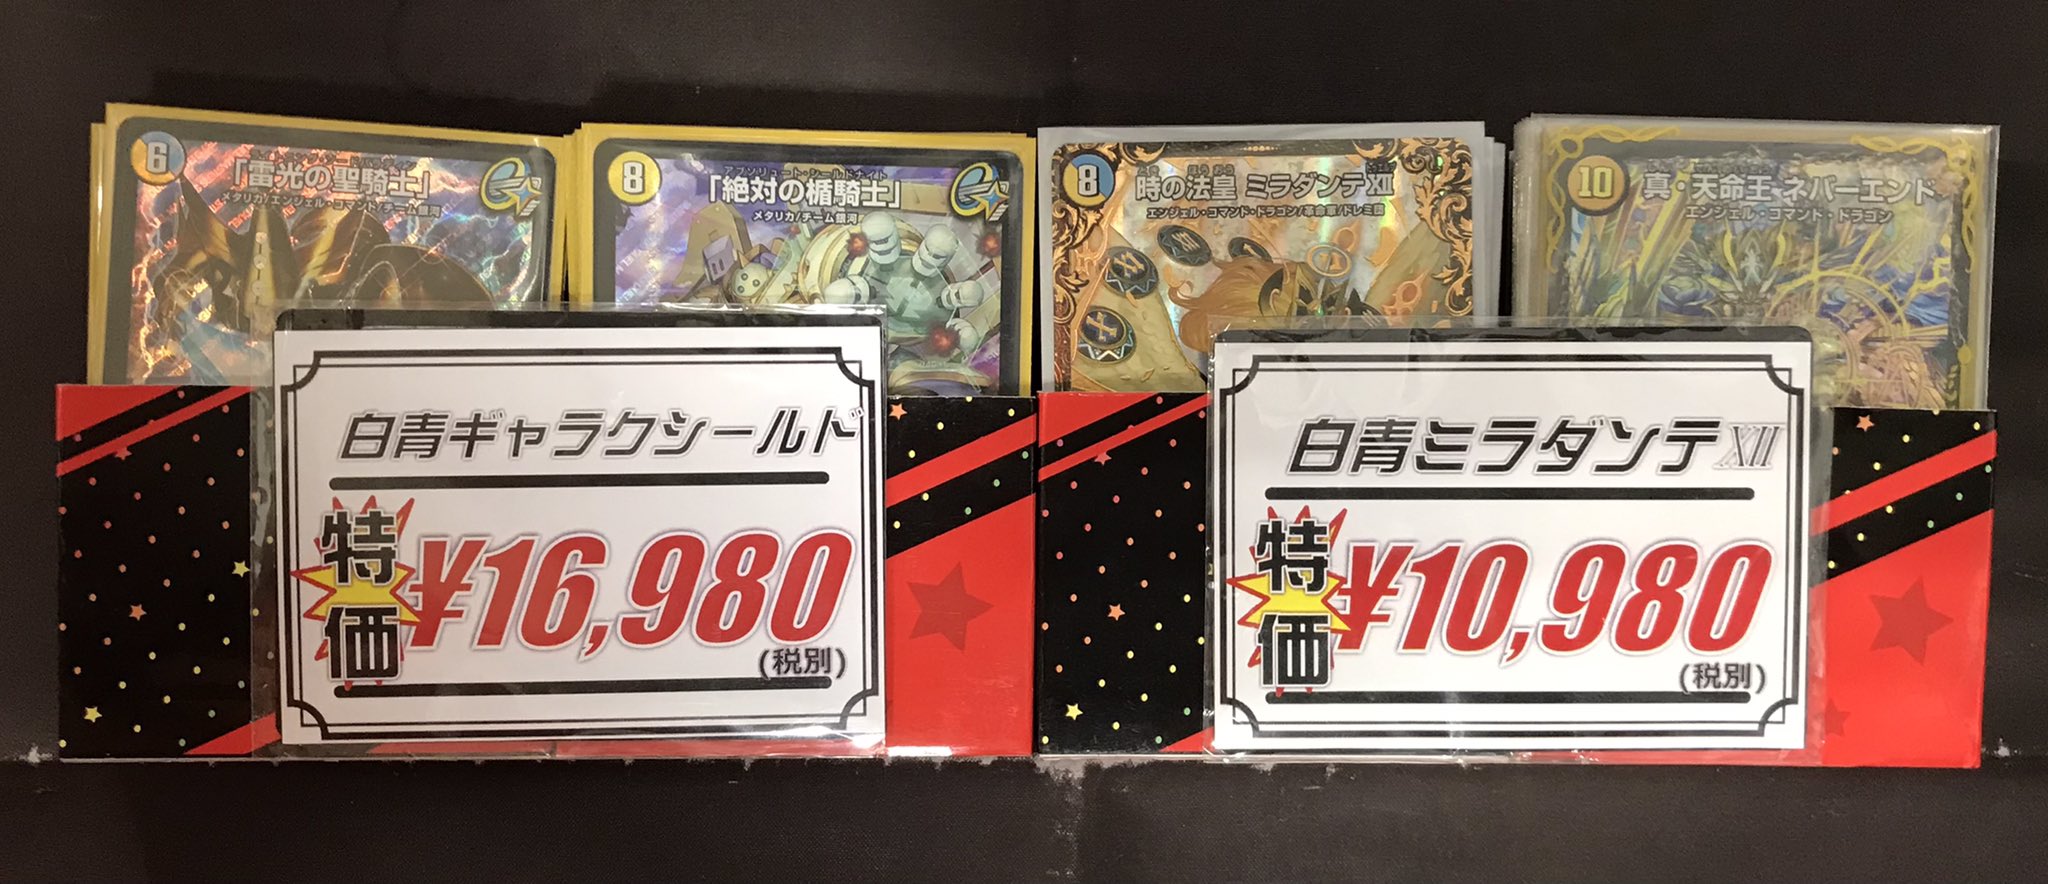 6
「雷光の聖騎士」
メタリカ/エンジェル・コマンド/チーム銀河
8
アブソリュート・シールドナイト
「絶対の楯騎士」
メタリカ/チーム銀河
8
時の法皇 ミラダンテXII
エンジェル・コマンド・ドラゴン/革命軍/ドレミ団
10
真・天命王 ネバーエンド
エンジェル・コマンド・ドラゴン
白青ギャラクシールド
特価
¥16,980
(税別)
白青ミラダンテXII
特価
¥10,980
(税別)